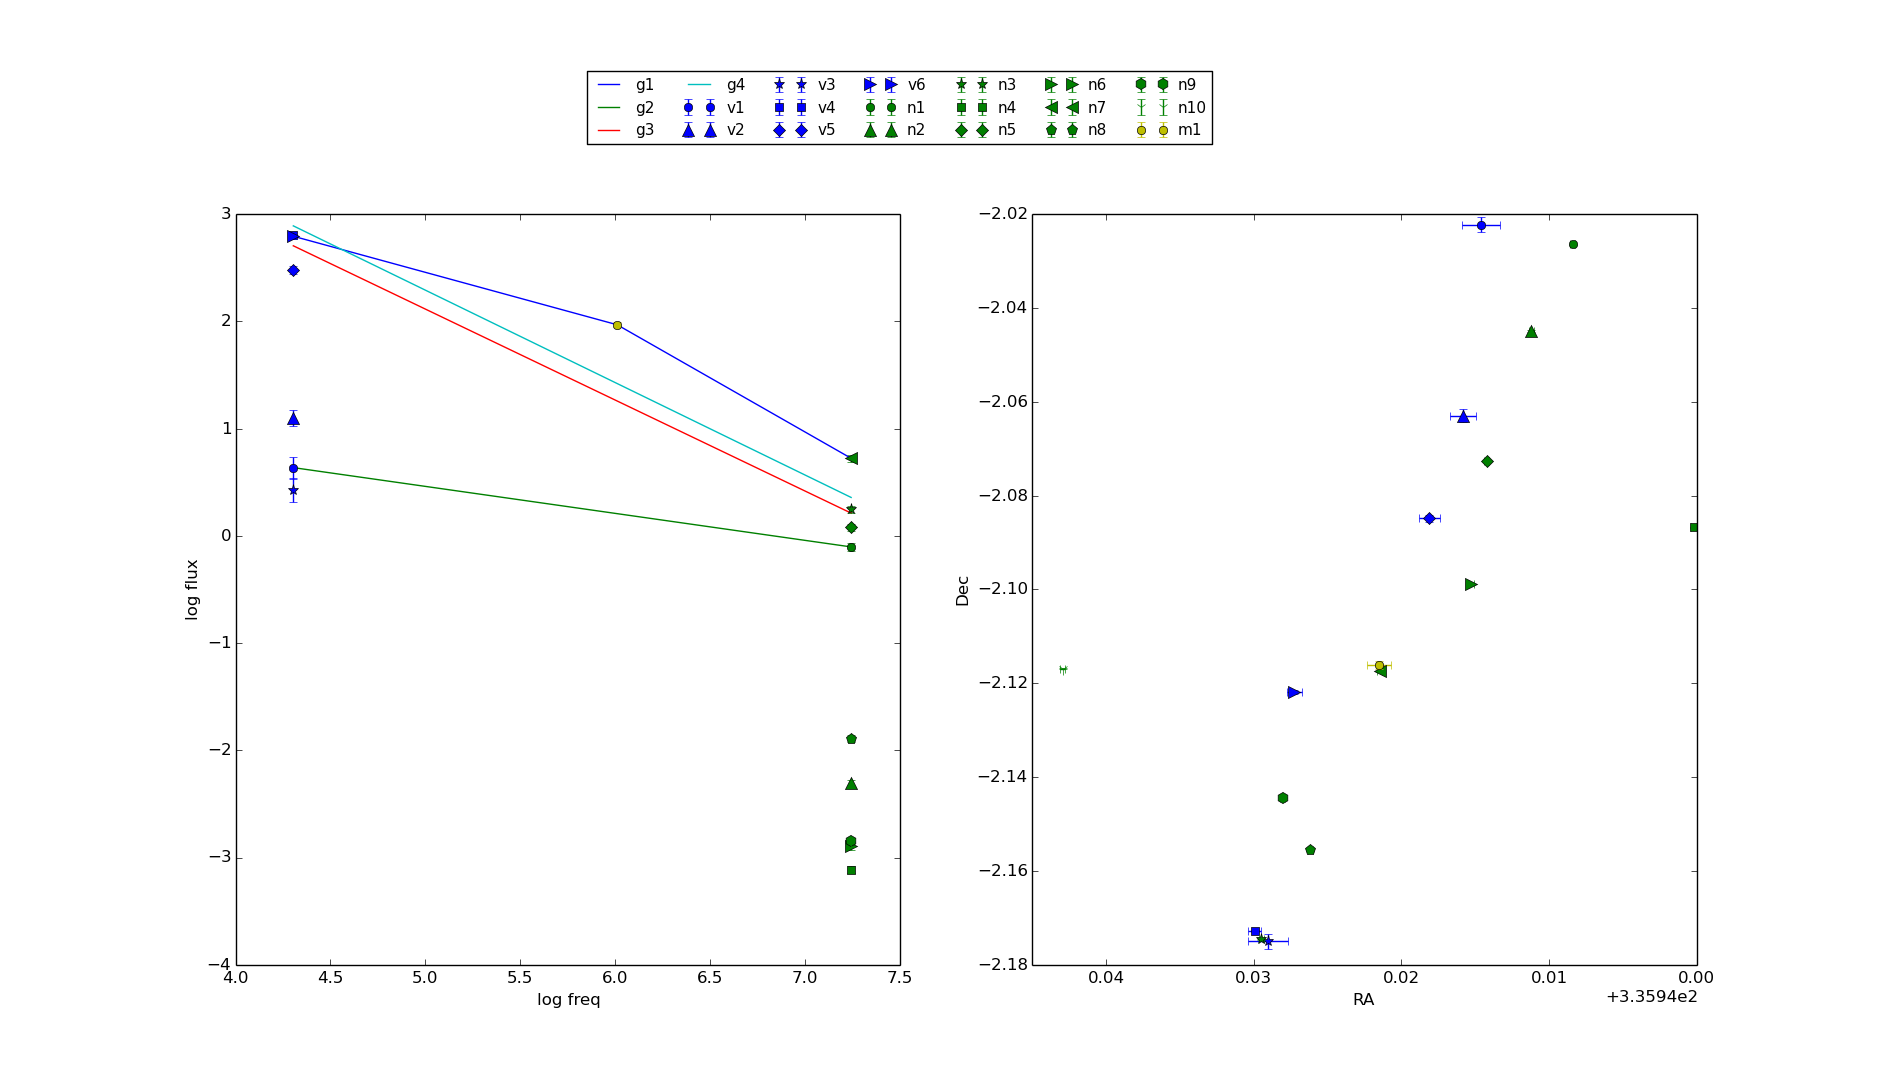 g1 g4 v3 v6 n3 n6 n9
g2 v1 v4 n1 n4 n7 n10
g3 v2 v5 n2 n5 n8 m1
3
2
1
0
−1
−2
−3
−4
log flux
4.0 4.5 5.0 5.5 6.0 6.5 7.0 7.5
log freq
−2.02
−2.04
−2.06
−2.08
−2.10
−2.12
−2.14
−2.16
−2.18
Dec
0.04 0.03 0.02 0.01 0.00
RA
+3.3594e2